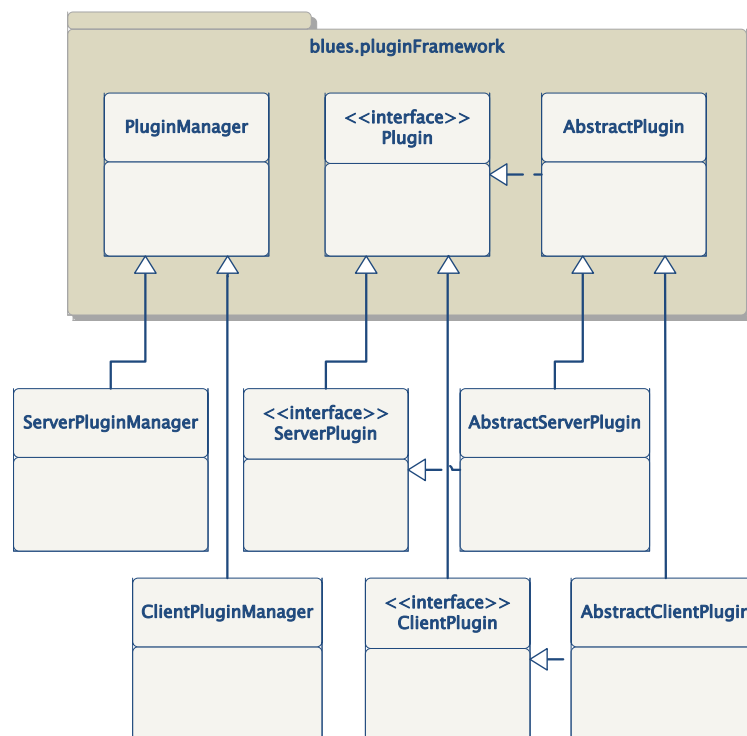 blues.pluginFramework
PluginManager
<<interface>>
Plugin
AbstractPlugin
ServerPluginManager
<<interface>>
ServerPlugin
AbstractServerPlugin
ClientPluginManager
<<interface>>
ClientPlugin
AbstractClientPlugin